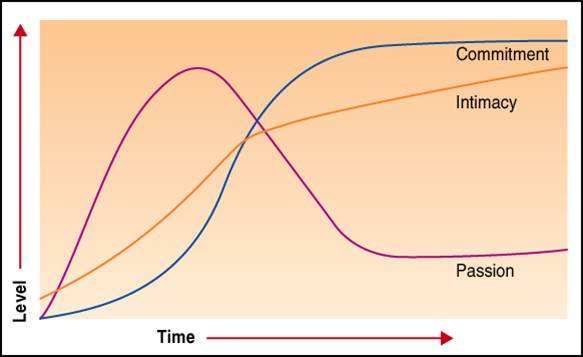 Commitment
Intimacy
Passion
Level
Time